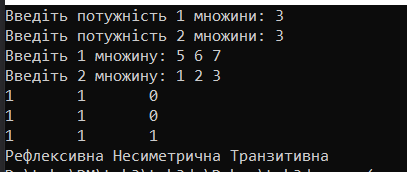 Введіть потужність 1 множини: 3
Введіть потужність 2 множини: 3
Введіть 1 множину: 5 6 7
Введіть 2 множину: 1 2 3
1 1 0
1 1 0
1 1 1
Рефлексивна Несиметрична Транзитивна